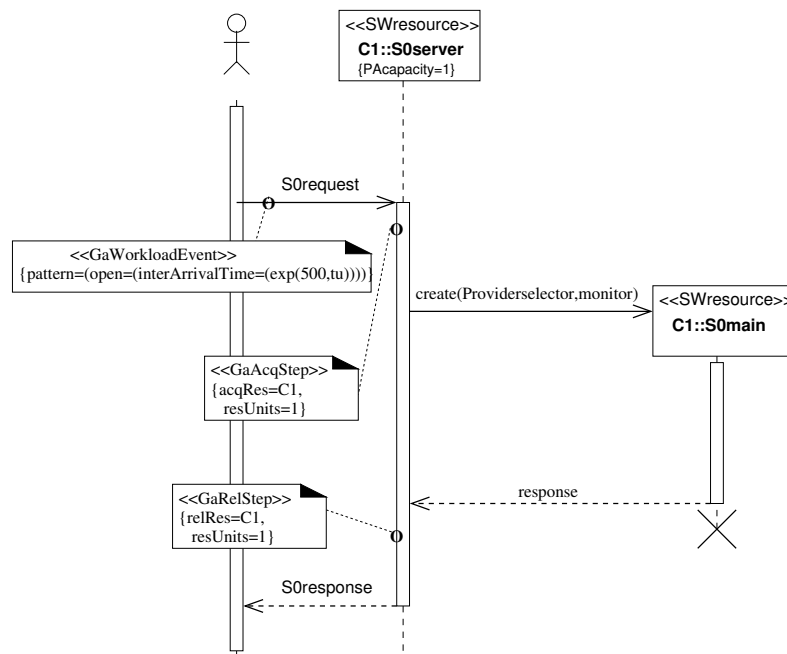 <<SWresource>>
C1::S0server
{PAcapacity=1}
S0request
<<GaWorkloadEvent>>
{pattern=(open=(interArrivalTime=(exp(500,tu))))}
create(Providerselector,monitor)
<<SWresource>>
C1::S0main
<<GaAcqStep>>
{acqRes=C1,
resUnits=1}
<<GaRelStep>>
{relRes=C1,
resUnits=1}
response
S0response